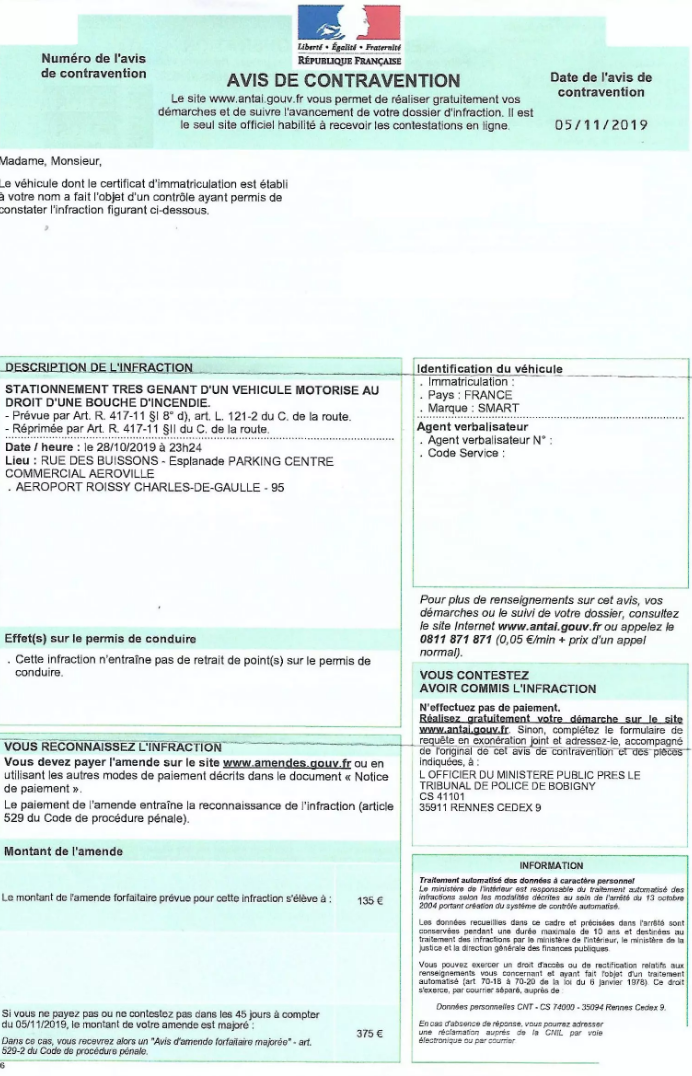 Liberté • Égalité • Fraternité
RÉPUBLIQUE FRANÇAISE
Numéro de l'avis
de contravention
AVIS DE CONTRAVENTION
Le site www.antai.gouv.fr vous permet de réaliser gratuitement vos
démarches et de suivre l'avancement de votre dossier d'infraction. Il est
le seul site officiel habilité à recevoir les contestations en ligne.
Date de l'avis de
contravention
05/11/2019
Madame, Monsieur,
Le véhicule dont le certificat d'immatriculation est établi
à votre nom a fait l'objet d'un contrôle ayant permis de
constater l'infraction figurant ci-dessous.
DESCRIPTION DE L'INFRACTION
STATIONNEMENT TRES GENANT D'UN VEHICULE MOTORISE AU
DROIT D'UNE BOUCHE D'INCENDIE.
- Prévue par Art. R. 417-11 §I 8° d), art. L. 121-2 du C. de la route.
- Réprimée par Art. R. 417-11 §II du C. de la route.
Date / heure : le 28/10/2019 à 23h24
Lieu : RUE DES BUISSONS - Esplanade PARKING CENTRE
COMMERCIAL AEROVILLE
. AEROPORT ROISSY CHARLES-DE-GAULLE - 95
Effet(s) sur le permis de conduire
. Cette infraction n'entraîne pas de retrait de point(s) sur le permis de
conduire.
Identification du véhicule
. Immatriculation :
. Pays : FRANCE
. Marque : SMART
Agent verbalisateur
. Agent verbalisateur N° :
. Code Service :
Pour plus de renseignements sur cet avis, vos
démarches ou le suivi de votre dossier, consultez
le site Internet www.antai.gouv.fr ou appelez le
0811 871 871 (0,05 €/min + prix d'un appel
normal).
VOUS RECONNAISSEZ L'INFRACTION
Vous devez payer l'amende sur le site www.amendes.gouv.fr ou en
utilisant les autres modes de paiement décrits dans le document « Notice
de paiement ».
Le paiement de l'amende entraîne la reconnaissance de l'infraction (article
529 du Code de procédure pénale).
Montant de l'amende
Le montant de l'amende forfaitaire prévue pour cette infraction s'élève à :
135 €
Si vous ne payez pas ou ne contestez pas dans les 45 jours à compter
du 05/11/2019, le montant de votre amende est majoré :
Dans ce cas, vous recevrez alors un "Avis d'amende forfaitaire majorée" - art.
529-2 du Code de procédure pénale.
375 €
6
VOUS CONTESTEZ
AVOIR COMMIS L'INFRACTION
N'effectuez pas de paiement.
Réalisez gratuitement votre démarche sur le site
www.antai.gouv.fr. Sinon, complétez le formulaire de
requête en exonération joint et adressez-le, accompagné
de l'original de cet avis de contravention et des pièces
indiquées, à :
L OFFICIER DU MINISTERE PUBLIC PRES LE
TRIBUNAL DE POLICE DE BOBIGNY
CS 41101
35911 RENNES CEDEX 9
INFORMATION
Traitement automatisé des données à caractère personnel
Le ministère de l'intérieur est responsable du traitement automatisé des
infractions selon les modalités décrites au sein de l'arrêté du 13 octobre
2004 portant création du système de contrôle automatisé.
Les données recueillies dans ce cadre et précisées dans l'arrêté sont
conservées pendant une durée maximale de 10 ans et destinées au
traitement des infractions par le ministère de l'intérieur, le ministère de la
justice et la direction générale des finances publiques.
Vous pouvez exercer un droit d'accès ou de rectification relatifs aux
renseignements vous concernant et ayant fait l'objet d'un traitement
automatisé (art 70-18 à 70-20 de la loi du 6 janvier 1978). Ce droit
s'exerce, par courrier séparé, auprès de :
Données personnelles CNT - CS 74000 - 35094 Rennes Cedex 9.
En cas d'absence de réponse, vous pourrez adresser
une réclamation auprès de la CNIL par voie
électronique ou par courrier